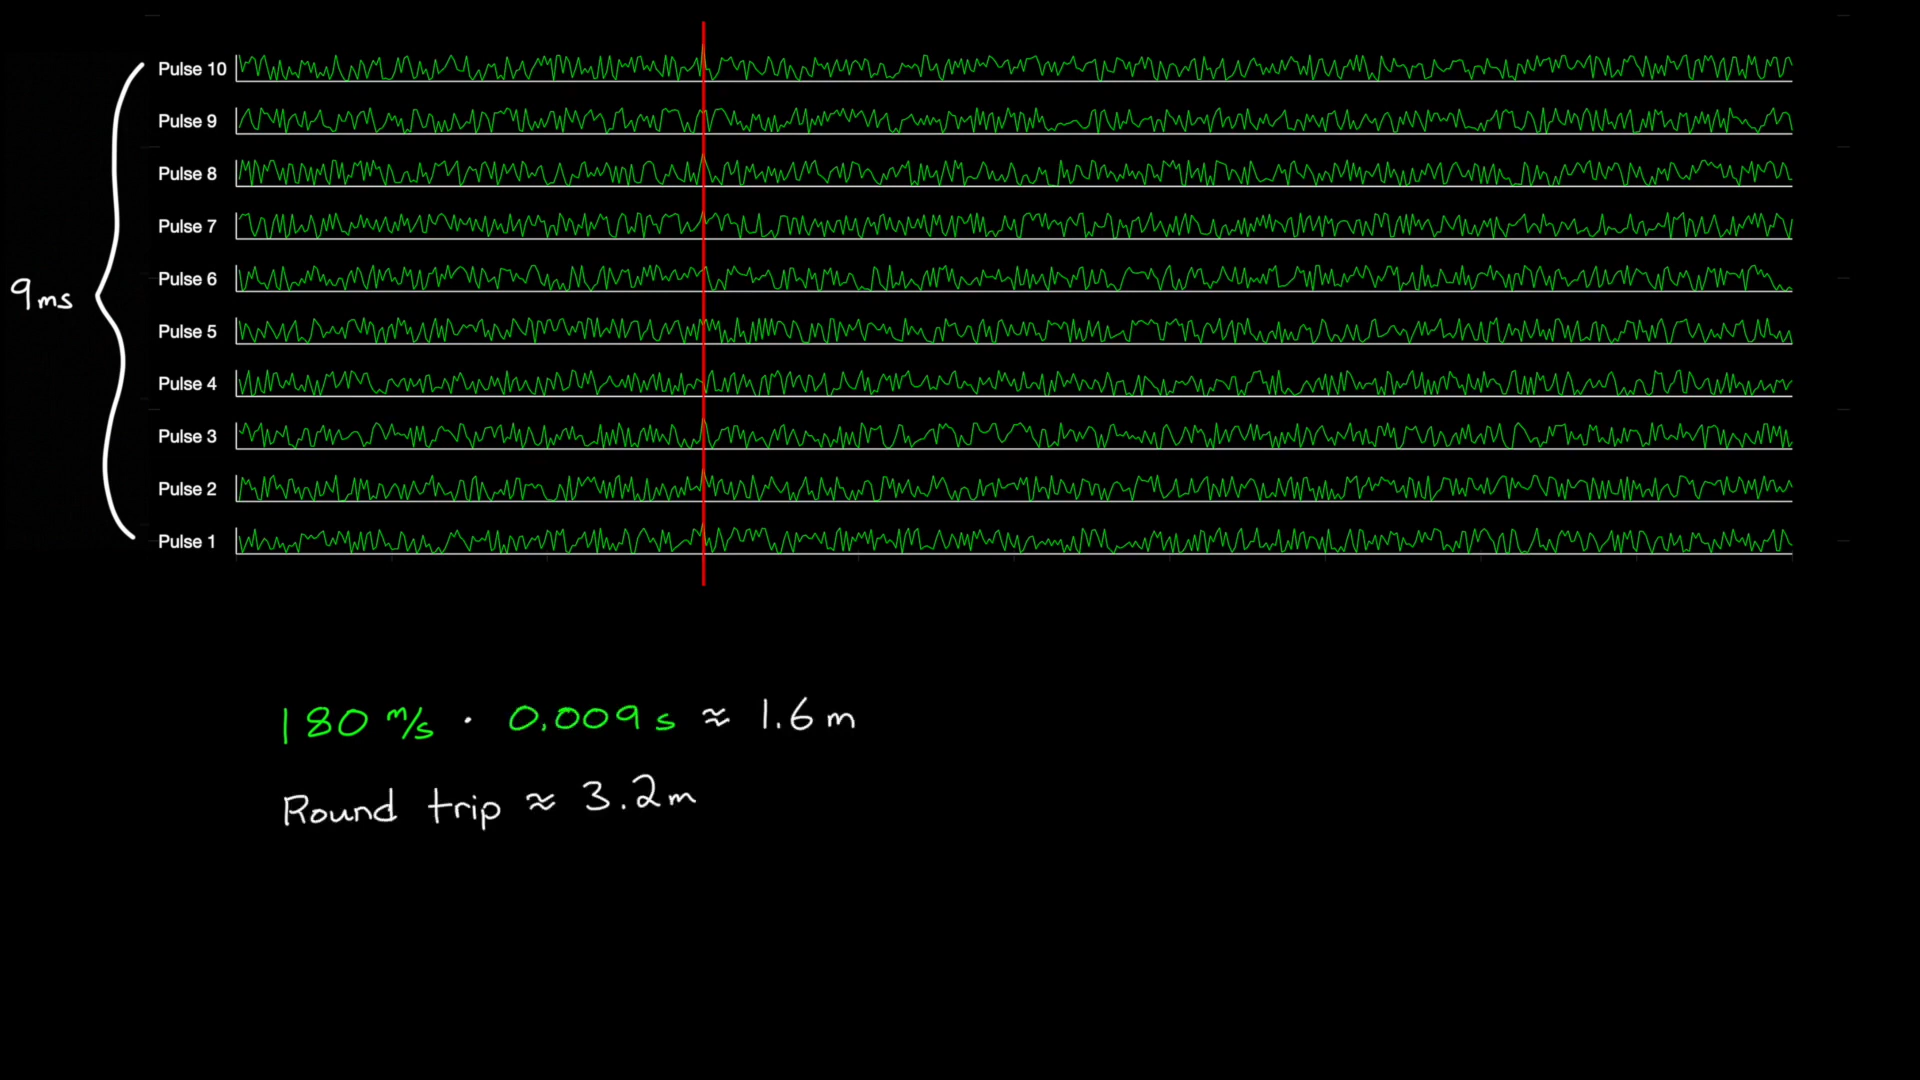 Pulse 10
Pulse 9
Pulse 8
Pulse 7
Pulse 6
9ms
Pulse 5
Pulse 4
Pulse 3
Pulse 2
Pulse 1
180 m/s · 0.009 s ≈ 1.6 m
Round trip ≈ 3.2m